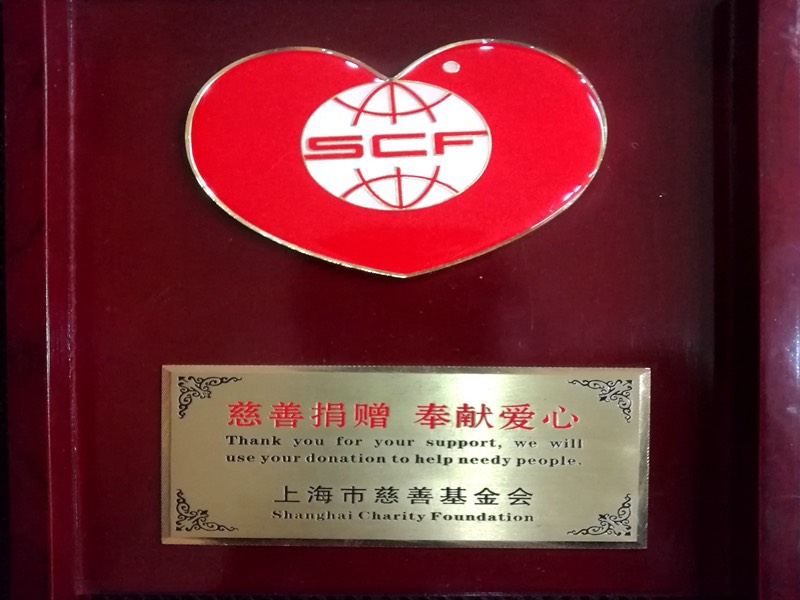 SCF
慈善捐赠 奉献爱心
Thank you for your support, we will
use your donation to help needy people.
上海市慈善基金会
Shanghai Charity Foundation